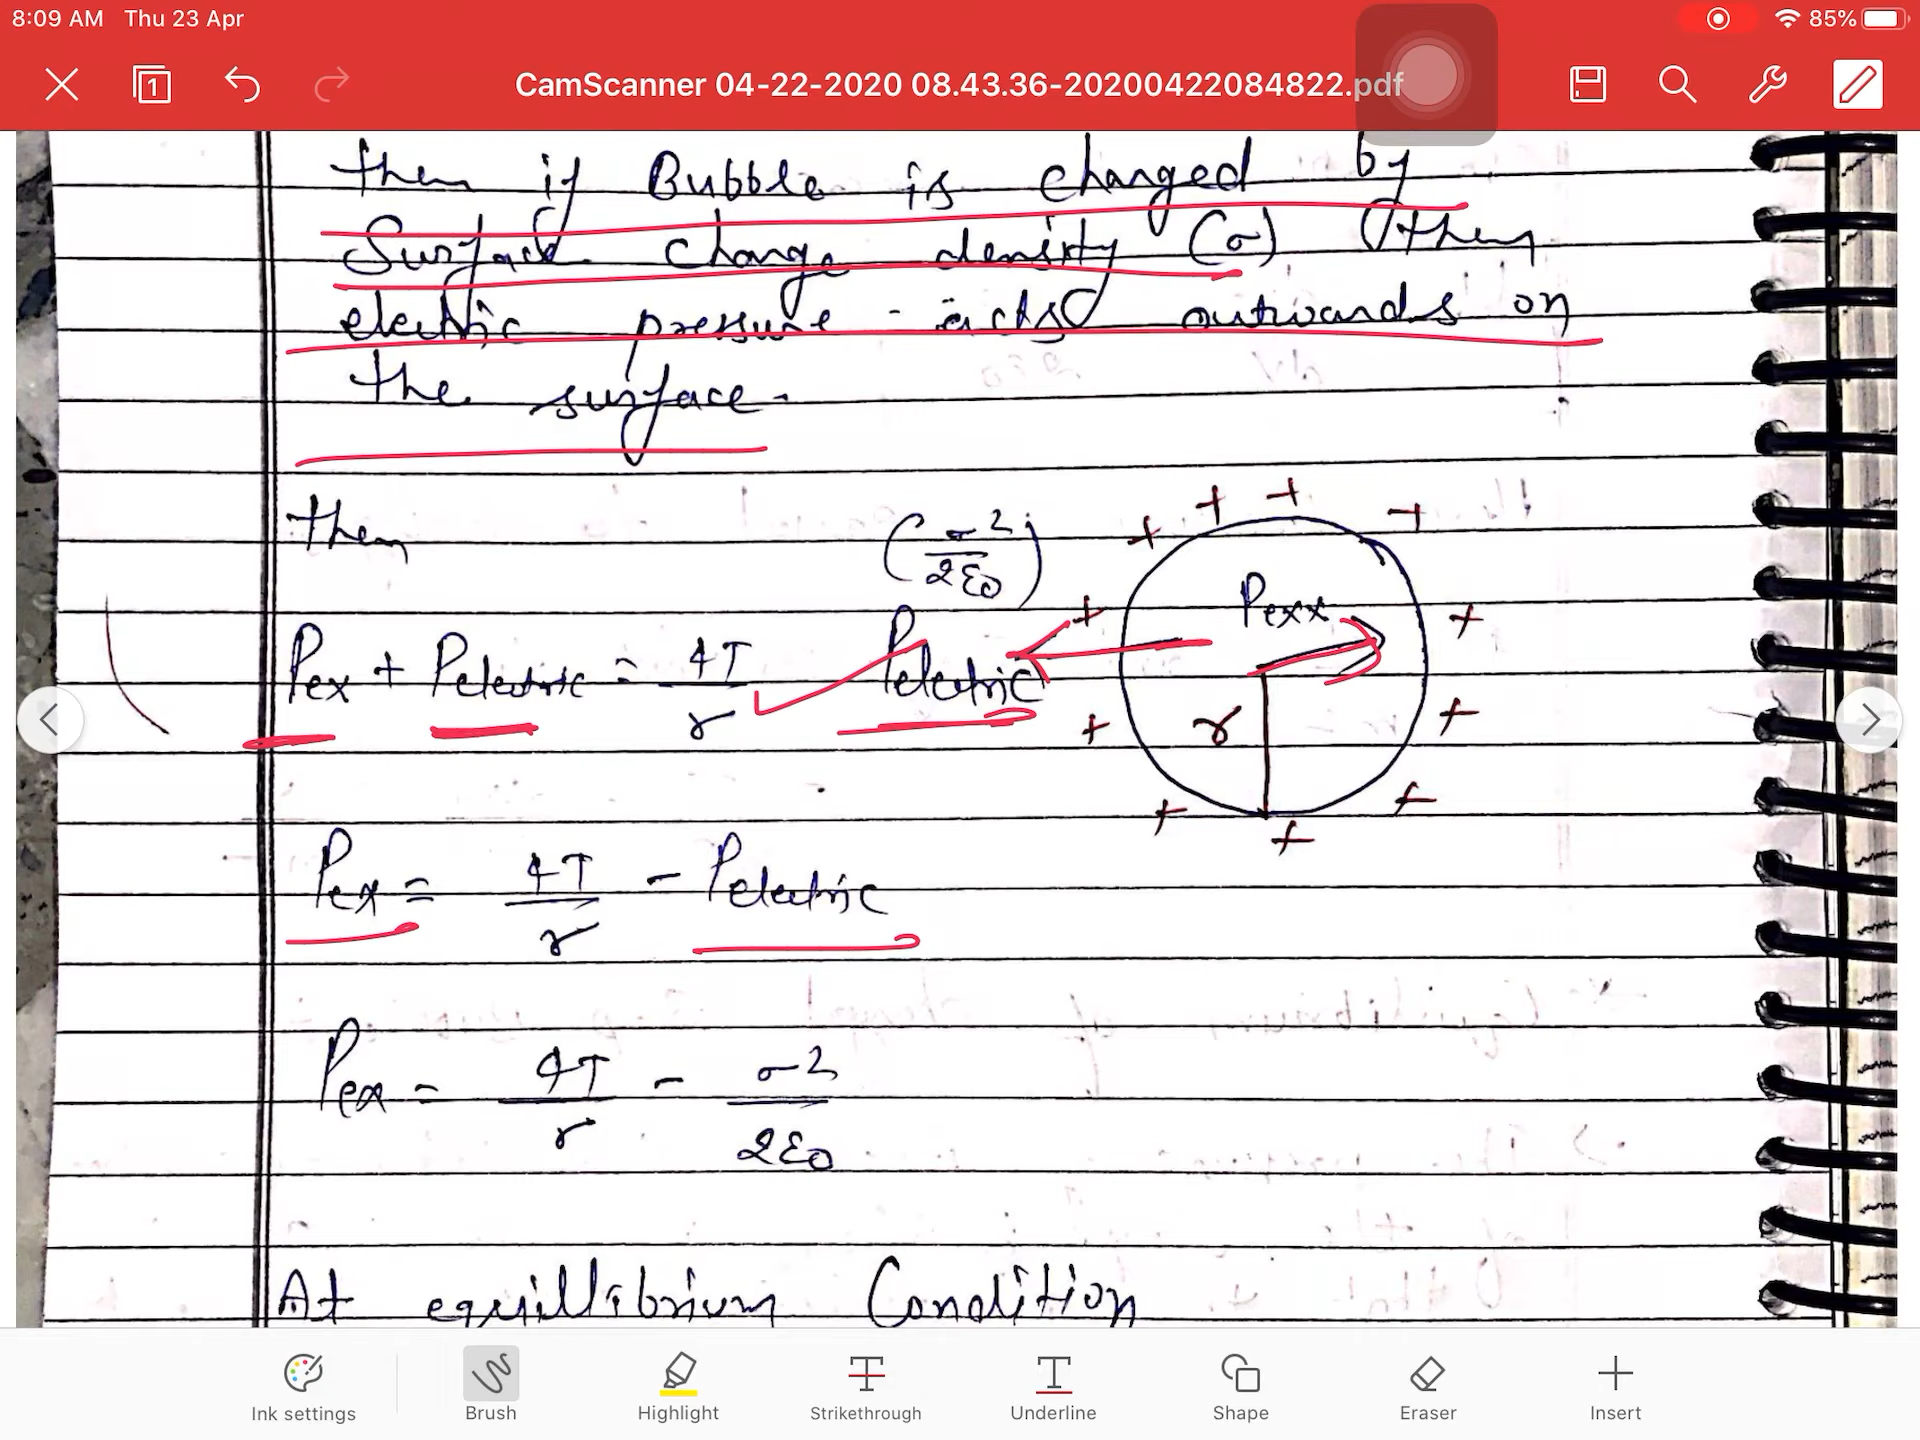 8:09 AM Thu 23 Apr
85%
1
CamScanner 04-22-2020 08.43.36-20200422084822.pdf
then if Bubble is charged by
Surface charge density (σ) then
electric pressure acts outwards on
the surface.
then (σ²/2ε0)
Pex + Pelectric = 4T/r Pelectric Pexx
r
Pex = 4T/r - Pelectric
Pex = 4T/r - σ²/2ε0
At equillibrium Condition
Ink settings Brush Highlight Strikethrough Underline Shape Eraser Insert